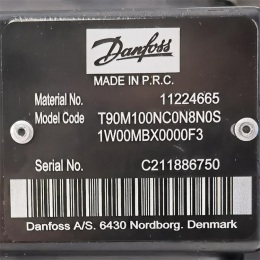 Danfoss
MADE IN P.R.C.
Material No. 11224665
Model Code T90M100NC0N8N0S
1W00MBX0000F3
Serial No. C211886750
Danfoss A/S. 6430 Nordborg. Denmark